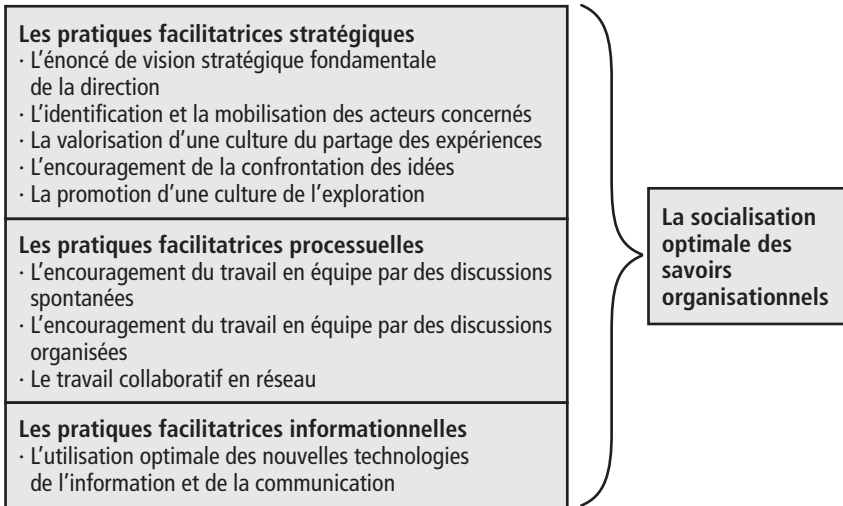 Les pratiques facilitatrices stratégiques
· L’énoncé de vision stratégique fondamentale
de la direction
· L’identification et la mobilisation des acteurs concernés
· La valorisation d’une culture du partage des expériences
· L’encouragement de la confrontation des idées
· La promotion d’une culture de l’exploration
Les pratiques facilitatrices processuelles
· L’encouragement du travail en équipe par des discussions
spontanées
· L’encouragement du travail en équipe par des discussions
organisées
· Le travail collaboratif en réseau
Les pratiques facilitatrices informationnelles
· L’utilisation optimale des nouvelles technologies
de l’information et de la communication
La socialisation
optimale des
savoirs
organisationnels